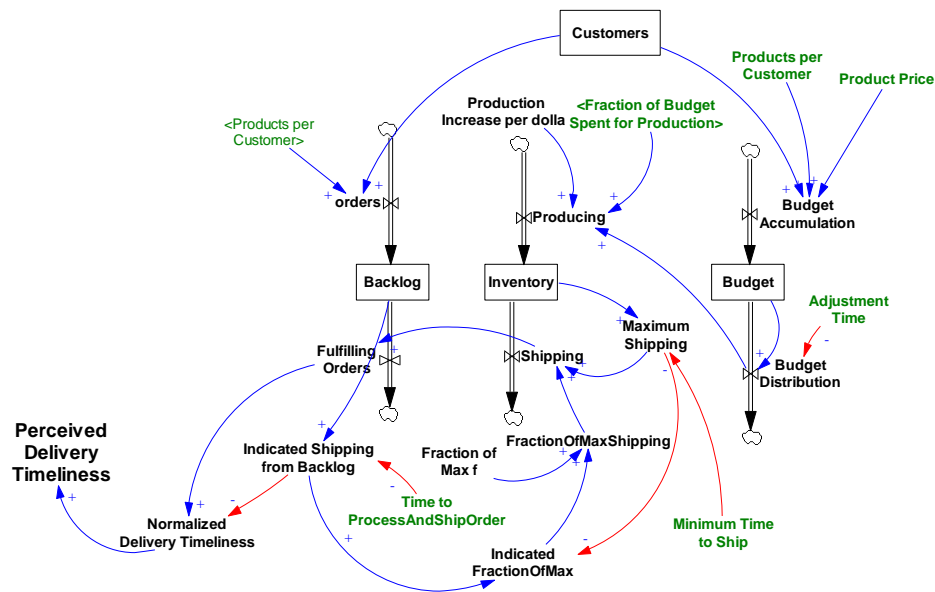 Customers
Products per
Customer
Product Price
Production
Increase per dolla
<Fraction of Budget
Spent for Production>
<Products per
Customer>
+
+
+
+
+
+
+
orders
Producing
Budget
Accumulation
+
Backlog
Inventory
Budget
Adjustment
Time
+
Maximum
Shipping
-
Fulfilling
Orders
+
Shipping
+
+
-
+
Budget
Distribution
Perceived
Delivery
Timeliness
+
Indicated Shipping
from Backlog
Fraction of
Max f
FractionOfMaxShipping
+
+
-
-
+
+
Time to
ProcessAndShipOrder
Normalized
Delivery Timeliness
+
-
Minimum Time
to Ship
Indicated
FractionOfMax